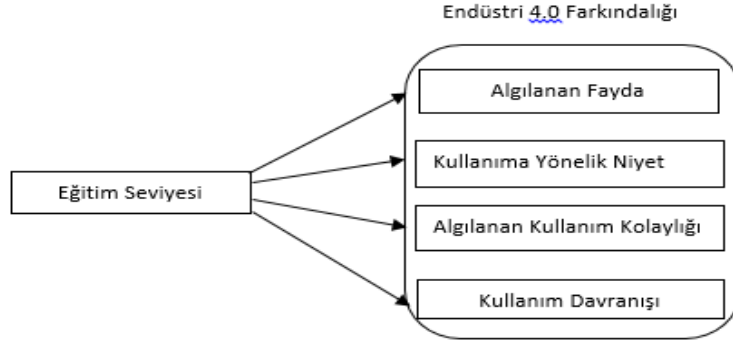 Endüstri 4.0 Farkındalığı
Algılanan Fayda
Kullanıma Yönelik Niyet
Eğitim Seviyesi
Algılanan Kullanım Kolaylığı
Kullanım Davranışı